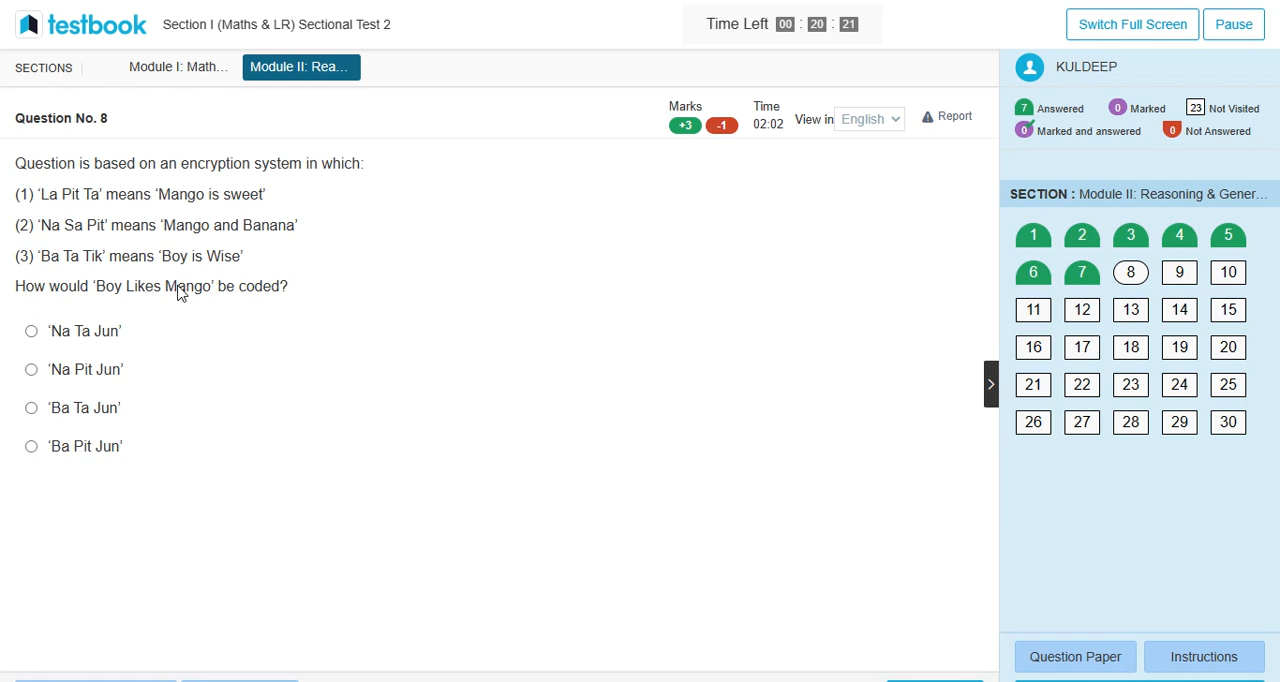 testbook Section I (Maths & LR) Sectional Test 2 Time Left 00 : 20 : 21 Switch Full Screen Pause
SECTIONS Module I: Math... Module II: Rea... KULDEEP
Question No. 8 Marks +3 -1 Time 02:02 View in English Report
7 Answered 0 Marked 23 Not Visited
0 Marked and answered 0 Not Answered
Question is based on an encryption system in which:
(1) ‘La Pit Ta’ means ‘Mango is sweet’
(2) ‘Na Sa Pit’ means ‘Mango and Banana’
(3) ‘Ba Ta Tik’ means ‘Boy is Wise’
How would ‘Boy Likes Mango’ be coded?
‘Na Ta Jun’
‘Na Pit Jun’
‘Ba Ta Jun’
‘Ba Pit Jun’
SECTION : Module II: Reasoning & Gener...
1 2 3 4 5
6 7 8 9 10
11 12 13 14 15
16 17 18 19 20
21 22 23 24 25
26 27 28 29 30
Question Paper Instructions